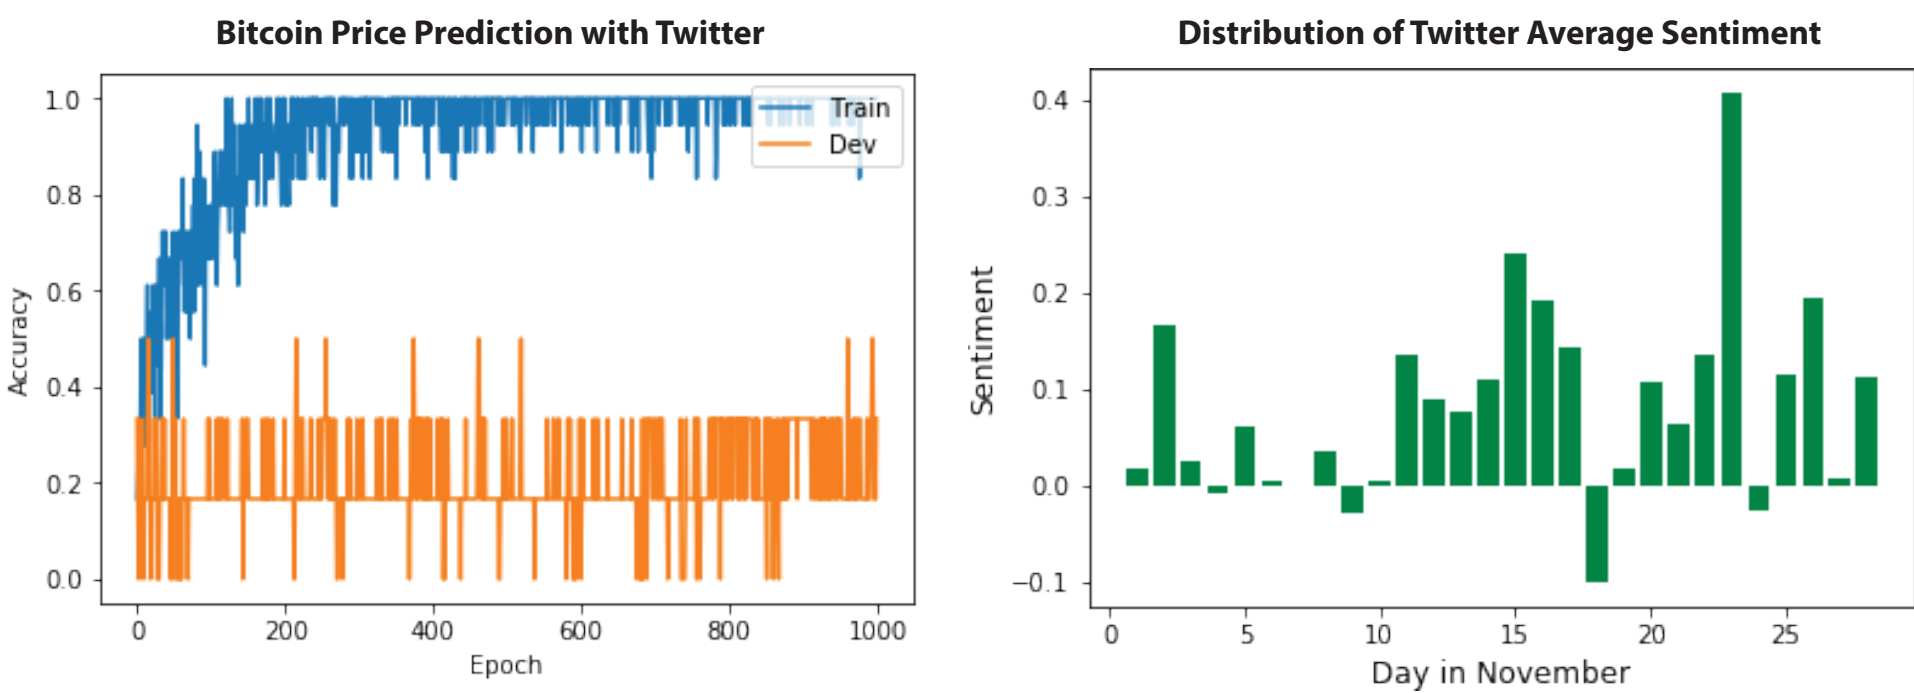 Bitcoin Price Prediction with Twitter
1.0
0.8
0.6
0.4
0.2
0.0
Accuracy
Train
Dev
0 200 400 600 800 1000
Epoch
Distribution of Twitter Average Sentiment
0.4
0.3
0.2
0.1
0.0
−0.1
Sentiment
0 5 10 15 20 25
Day in November